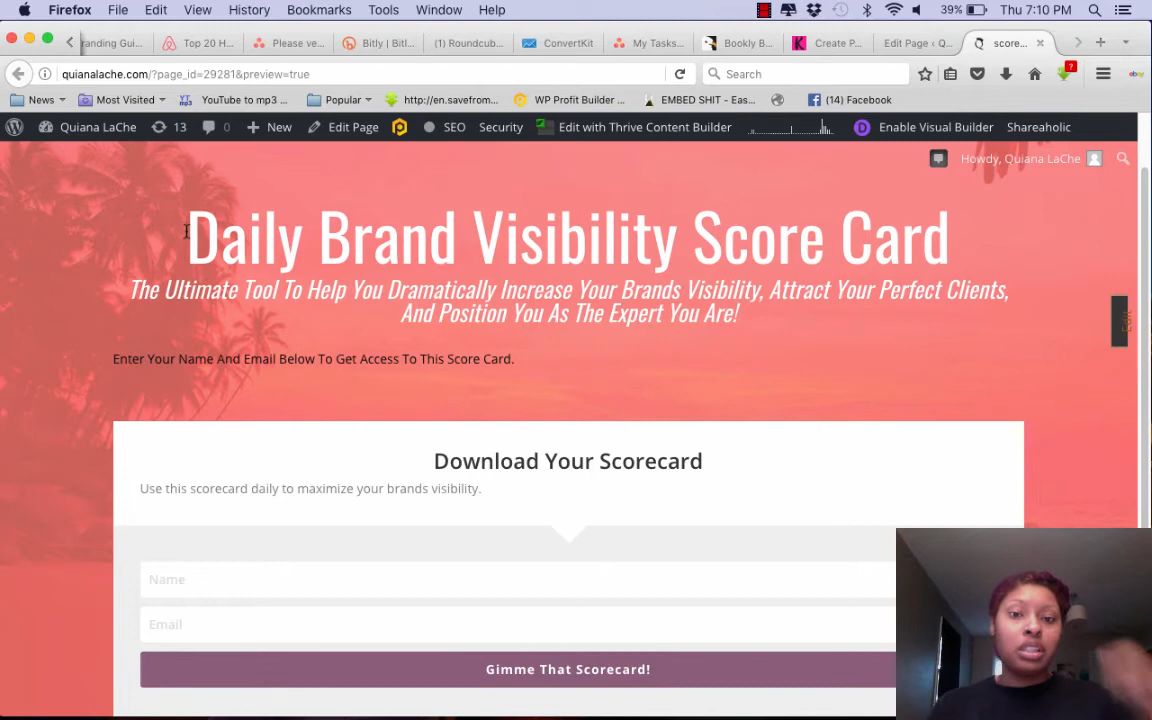 Firefox File Edit View History Bookmarks Tools Window Help 39% Thu 7:10 PM
randing Gui... Top 20 H... Please ve... Bitly | Bitl... (1) Roundcub... ConvertKit My Tasks... Bookly B... Create P... Edit Page ‹ Q... score...
quianalache.com/?page_id=29281&preview=true Search ? ebay
News Most Visited YT mp3 YouTube to mp3 ... Popular http://en.savefrom... WP Profit Builder ... EMBED SHIT - Eas... (14) Facebook
Quiana LaChe 13 0 New Edit Page SEO Security Edit with Thrive Content Builder D Enable Visual Builder Shareaholic
Howdy, Quiana LaChe
Daily Brand Visibility Score Card
The Ultimate Tool To Help You Dramatically Increase Your Brands Visibility, Attract Your Perfect Clients,
And Position You As The Expert You Are!
Edit
Enter Your Name And Email Below To Get Access To This Score Card.
Download Your Scorecard
Use this scorecard daily to maximize your brands visibility.
Name
Email
Gimme That Scorecard!